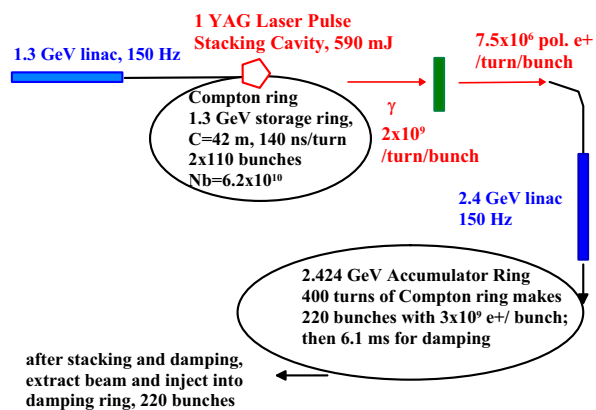 1 YAG Laser Pulse
Stacking Cavity, 590 mJ
1.3 GeV linac, 150 Hz
7.5x10⁶ pol. e+
/turn/bunch
Compton ring
1.3 GeV storage ring,
C=42 m, 140 ns/turn
2x110 bunches
Nb=6.2x10¹⁰
γ
2x10⁹
/turn/bunch
2.4 GeV linac
150 Hz
2.424 GeV Accumulator Ring
400 turns of Compton ring makes
220 bunches with 3x10⁹ e+/ bunch;
then 6.1 ms for damping
after stacking and damping,
extract beam and inject into
damping ring, 220 bunches